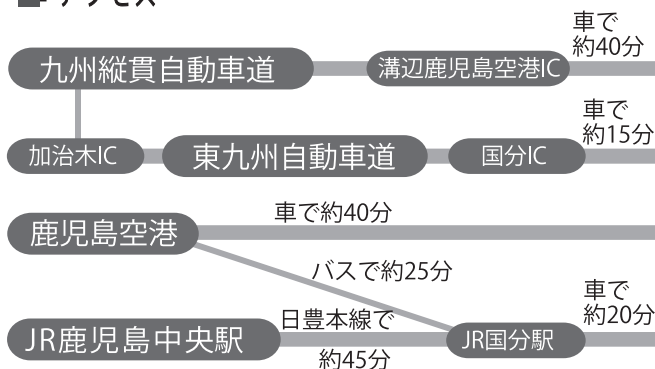 アクセス
車で
約40分
九州縦貫自動車道
溝辺鹿児島空港IC
車で
約15分
加治木IC
東九州自動車道
国分IC
車で約40分
鹿児島空港
バスで約25分
車で
約20分
日豊本線で
JR鹿児島中央駅
JR国分駅
約45分